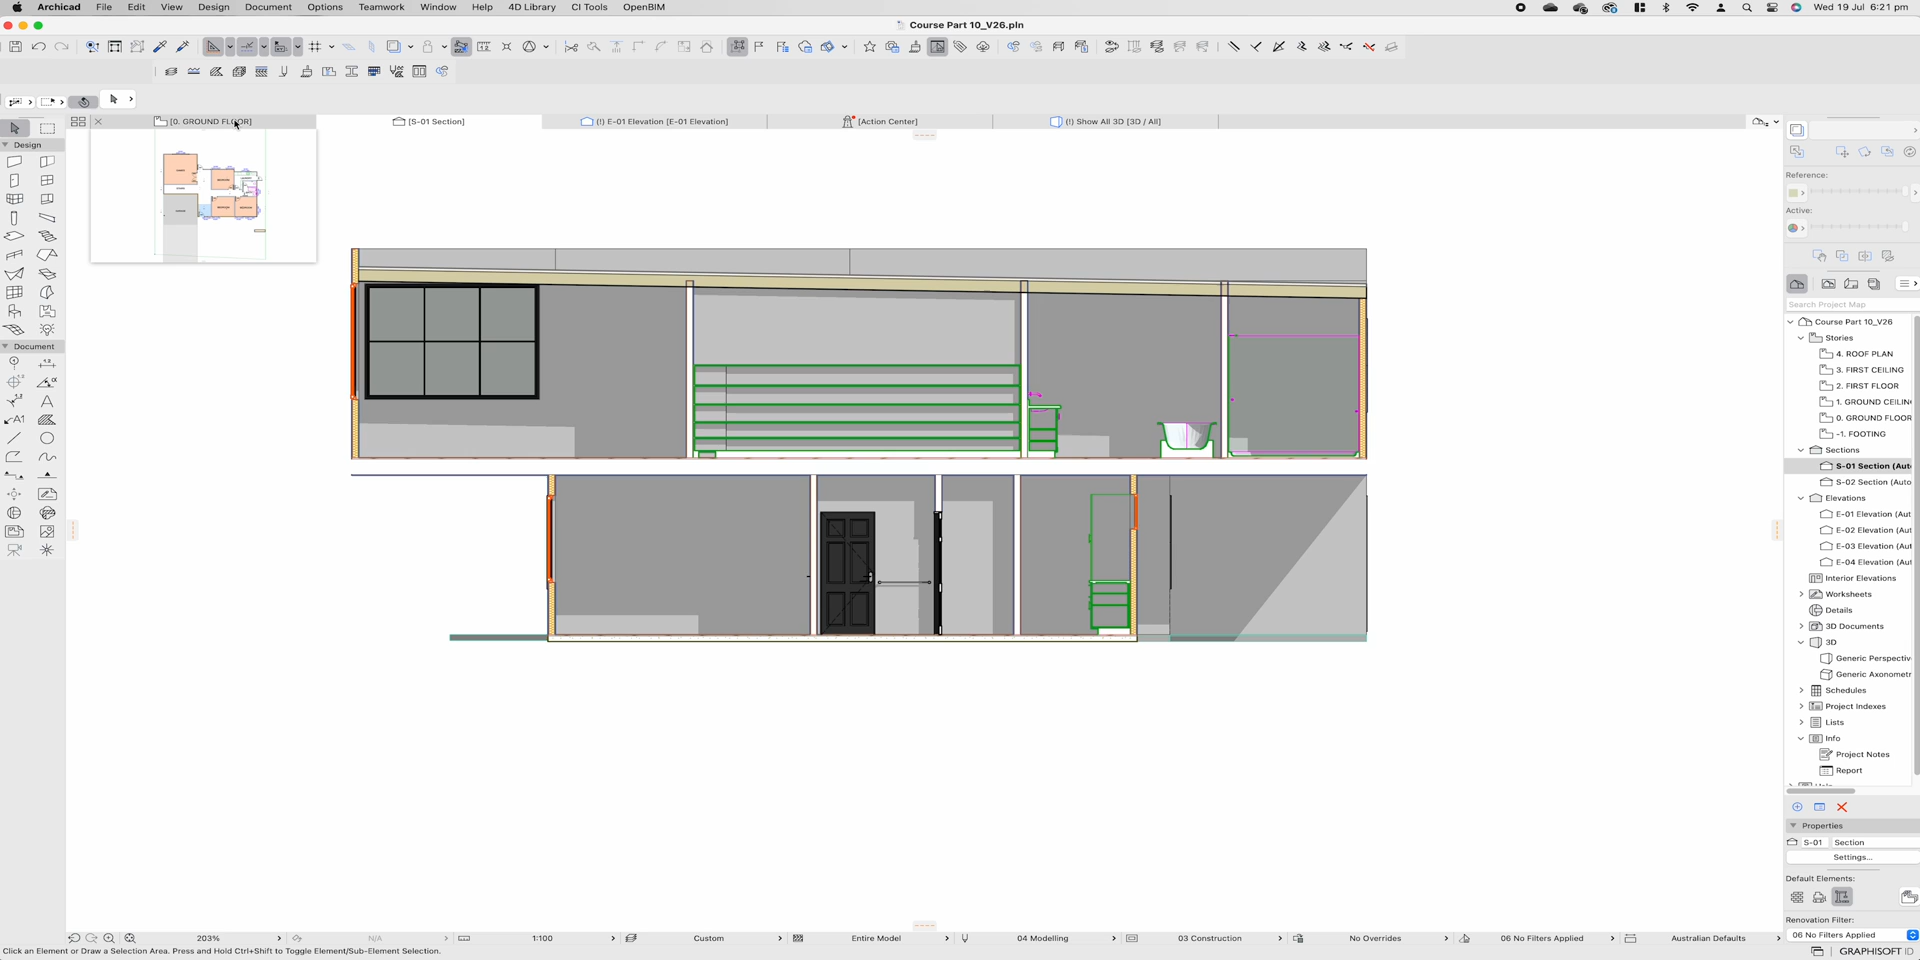 Archicad File Edit View Design Document Options Teamwork Window Help 4D Library CI Tools OpenBIM Wed 19 Jul 6:21 pm
Course Part 10_V26.pln
[0. GROUND FLOOR] [S-01 Section] (!) E-01 Elevation [E-01 Elevation] [Action Center] (!) Show All 3D [3D / All]
Design
Document
Reference:
Active:
Search Project Map
Course Part 10_V26
Stories
4. ROOF PLAN
3. FIRST CEILING
2. FIRST FLOOR
1. GROUND CEILIN
0. GROUND FLOOR
-1. FOOTING
Sections
S-01 Section (Aut
S-02 Section (Auto
Elevations
E-01 Elevation (Aut
E-02 Elevation (Aut
E-03 Elevation (Aut
E-04 Elevation (Aut
Interior Elevations
Worksheets
Details
3D Documents
3D
Generic Perspectiv
Generic Axonometr
Schedules
Project Indexes
Lists
Info
Project Notes
Report
Properties
S-01 Section
Settings...
Default Elements:
Renovation Filter:
06 No Filters Applied
203% N/A 1:100 Custom Entire Model 04 Modelling 03 Construction No Overrides 06 No Filters Applied Australian Defaults
Click an Element or Draw a Selection Area. Press and Hold Ctrl+Shift to Toggle Element/Sub-Element Selection.
GRAPHISOFT ID